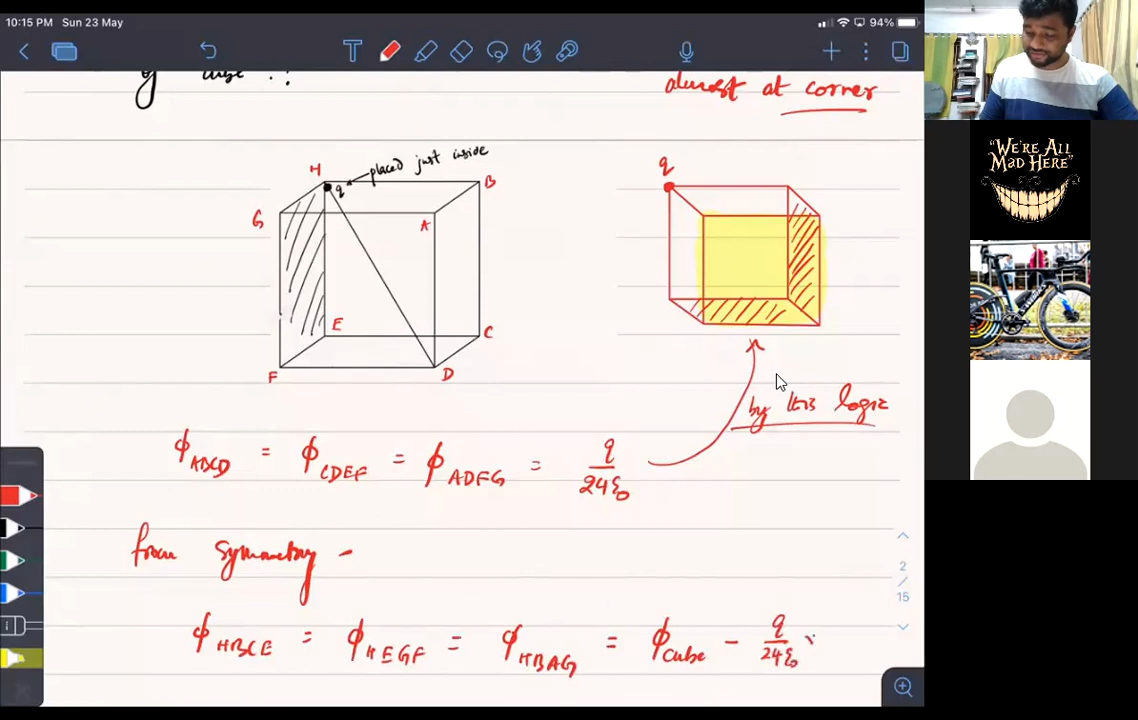 10:15 PM Sun 23 May
94%
T
almost at corner
H
q
placed just inside
B
G
A
E
C
F
D
q
by this logic
ϕABCD = ϕCDEF = ϕADFG = q/24ε₀
from symmetry -
ϕHBCE = ϕHEGF = ϕHBAG = ϕCube - q/24ε₀
2
/
15
"WE'RE ALL
MAD HERE"